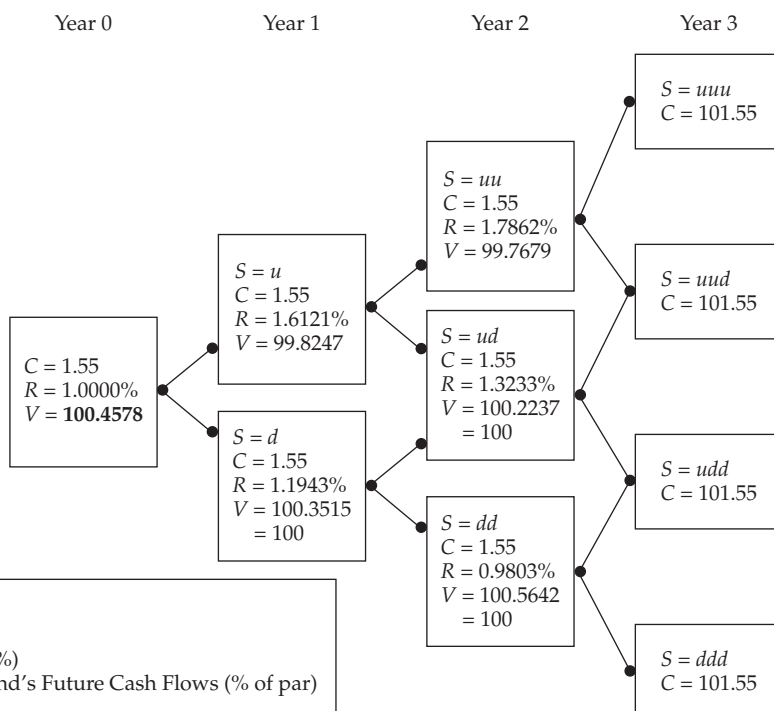 Year 0 Year 1 Year 2 Year 3
C = 1.55
R = 1.0000%
V = 100.4578
S = u
C = 1.55
R = 1.6121%
V = 99.8247
S = d
C = 1.55
R = 1.1943%
V = 100.3515
= 100
S = uu
C = 1.55
R = 1.7862%
V = 99.7679
S = ud
C = 1.55
R = 1.3233%
V = 100.2237
= 100
S = dd
C = 1.55
R = 0.9803%
V = 100.5642
= 100
S = uuu
C = 101.55
S = uud
C = 101.55
S = udd
C = 101.55
S = ddd
C = 101.55
%)
nd's Future Cash Flows (% of par)